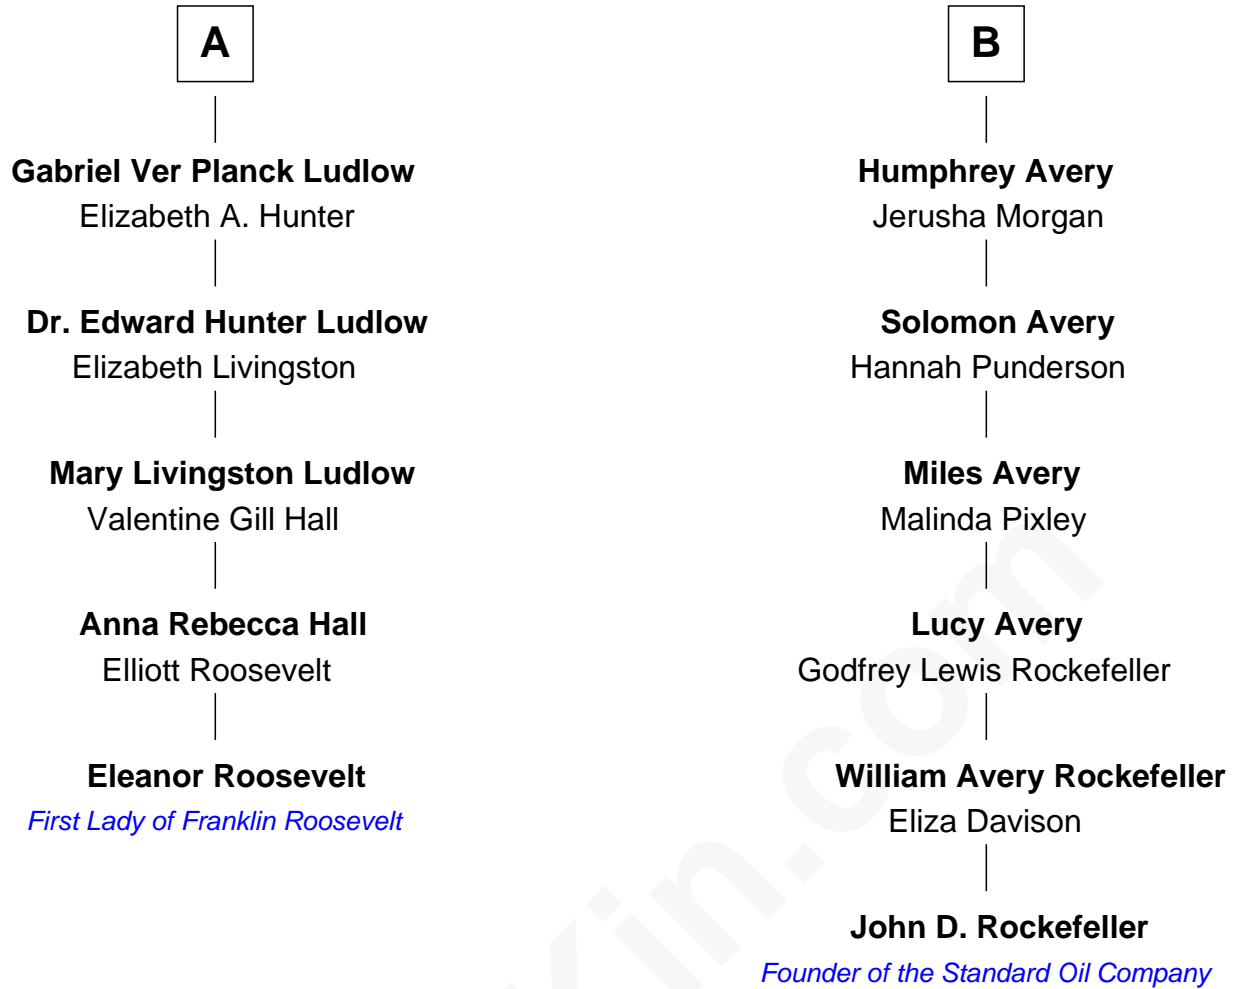 A
Gabriel Ver Planck Ludlow
Elizabeth A. Hunter
Dr. Edward Hunter Ludlow
Elizabeth Livingston
Mary Livingston Ludlow
Valentine Gill Hall
Anna Rebecca Hall
Elliott Roosevelt
Eleanor Roosevelt
First Lady of Franklin Roosevelt
B
Humphrey Avery
Jerusha Morgan
Solomon Avery
Hannah Punderson
Miles Avery
Malinda Pixley
Lucy Avery
Godfrey Lewis Rockefeller
William Avery Rockefeller
Eliza Davison
John D. Rockefeller
Founder of the Standard Oil Company